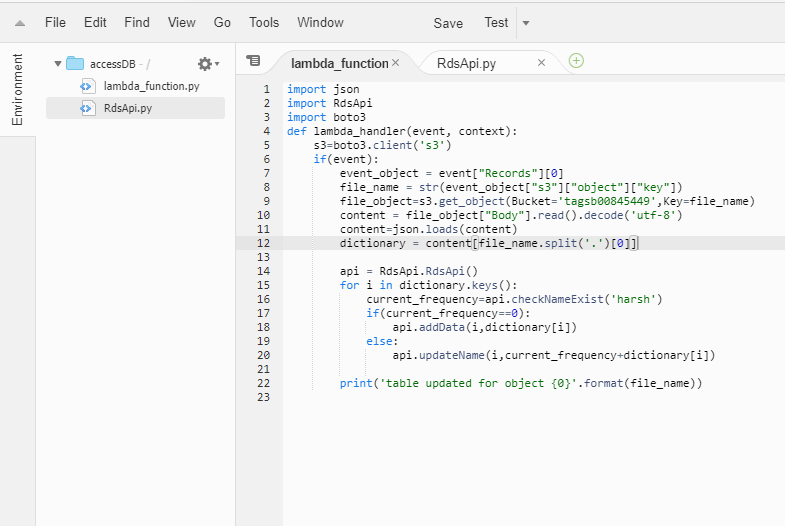 File Edit Find View Go Tools Window Save Test
Environment
accessDB - /
lambda_function.py
RdsApi.py
lambda_function × RdsApi.py ×
1 import json
2 import RdsApi
3 import boto3
4 def lambda_handler(event, context):
5     s3=boto3.client('s3')
6     if(event):
7         event_object = event["Records"][0]
8         file_name = str(event_object["s3"]["object"]["key"])
9         file_object=s3.get_object(Bucket='tagsb00845449',Key=file_name)
10         content = file_object["Body"].read().decode('utf-8')
11         content=json.loads(content)
12         dictionary = content[file_name.split('.')[0]]
13
14         api = RdsApi.RdsApi()
15         for i in dictionary.keys():
16             current_frequency=api.checkNameExist('harsh')
17             if(current_frequency==0):
18                 api.addData(i,dictionary[i])
19             else:
20                 api.updateName(i,current_frequency+dictionary[i])
21
22         print('table updated for object {0}'.format(file_name))
23